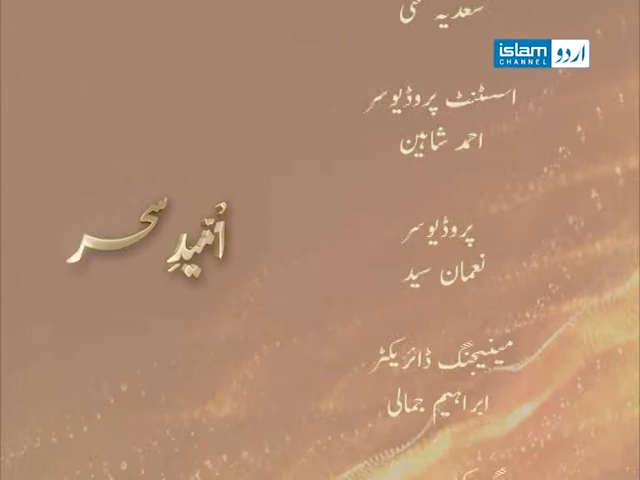 islam
CHANNEL
اردو
اسسٹنٹ پروڈیوسر
احمد شاہین
اُمیدِ سحر
پروڈیوسر
نعمان سید
مینیجنگ ڈائریکٹر
ابراہیم جمالی